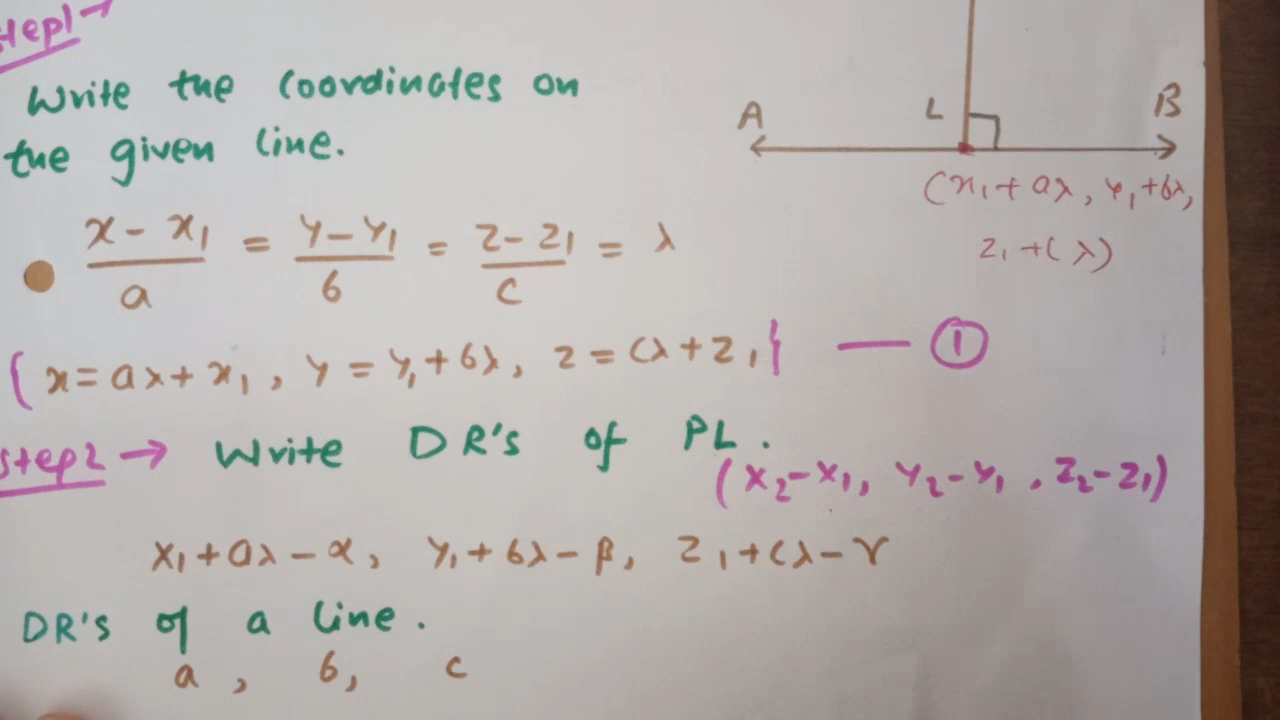 Step1→
Write the coordinates on
the given line.
x - x₁ / a = y - y₁ / b = z - z₁ / c = λ
{ x = aλ + x₁ , y = y₁ + bλ , z = cλ + z₁ } — ①
A L B
(x₁ + aλ , y₁ + bλ,
z₁ + cλ)
Step2 → Write DR's of PL.
(x₂-x₁, y₂-y₁ , z₂-z₁)
x₁ + aλ - α, y₁ + bλ - β, z₁ + cλ - γ
DR's of a line.
a , b, c